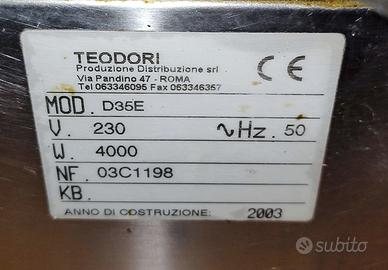 TEODORI
Produzione Distribuzione srl
Via Pandino 47 - ROMA
Tel 063346095 Fax 063346357
CE
MOD. D35E
V. 230 ~Hz. 50
W. 4000
NF. 03C1198
KB.
ANNO DI COSTRUZIONE: 2003
subito